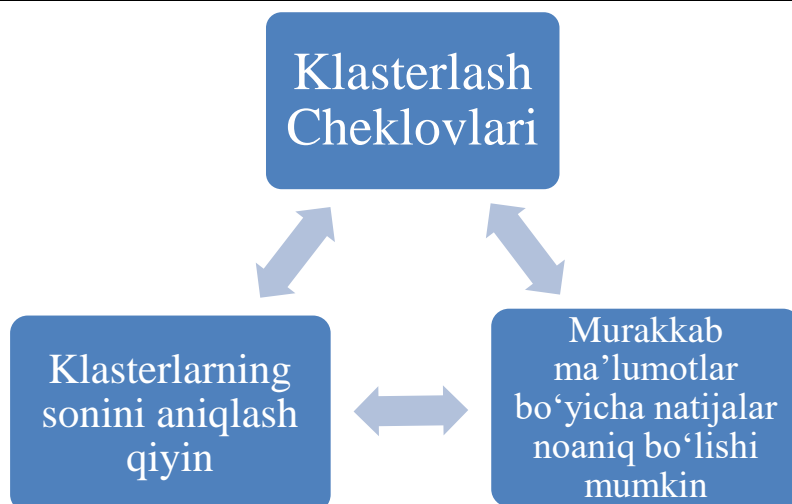 Klasterlash
Cheklovlari
Klasterlarning
sonini aniqlash
qiyin
Murakkab
ma’lumotlar
bo‘yicha natijalar
noaniq bo‘lishi
mumkin